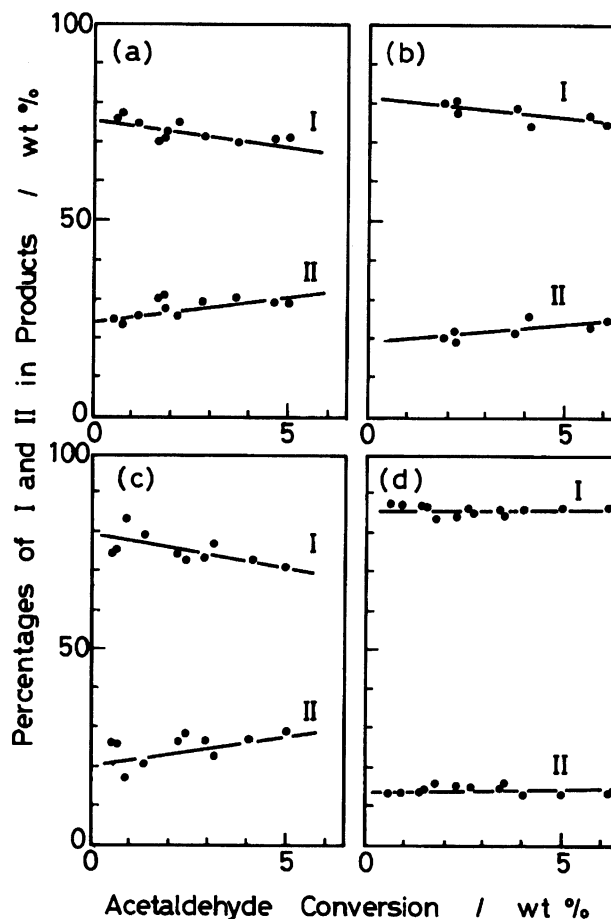 Percentages of I and II in Products / wt %
100
(a)
I
50
II
0
0
5
(b)
I
II
0
5
100
(c)
I
50
II
0
0
5
(d)
I
II
0
5
Acetaldehyde Conversion / wt %